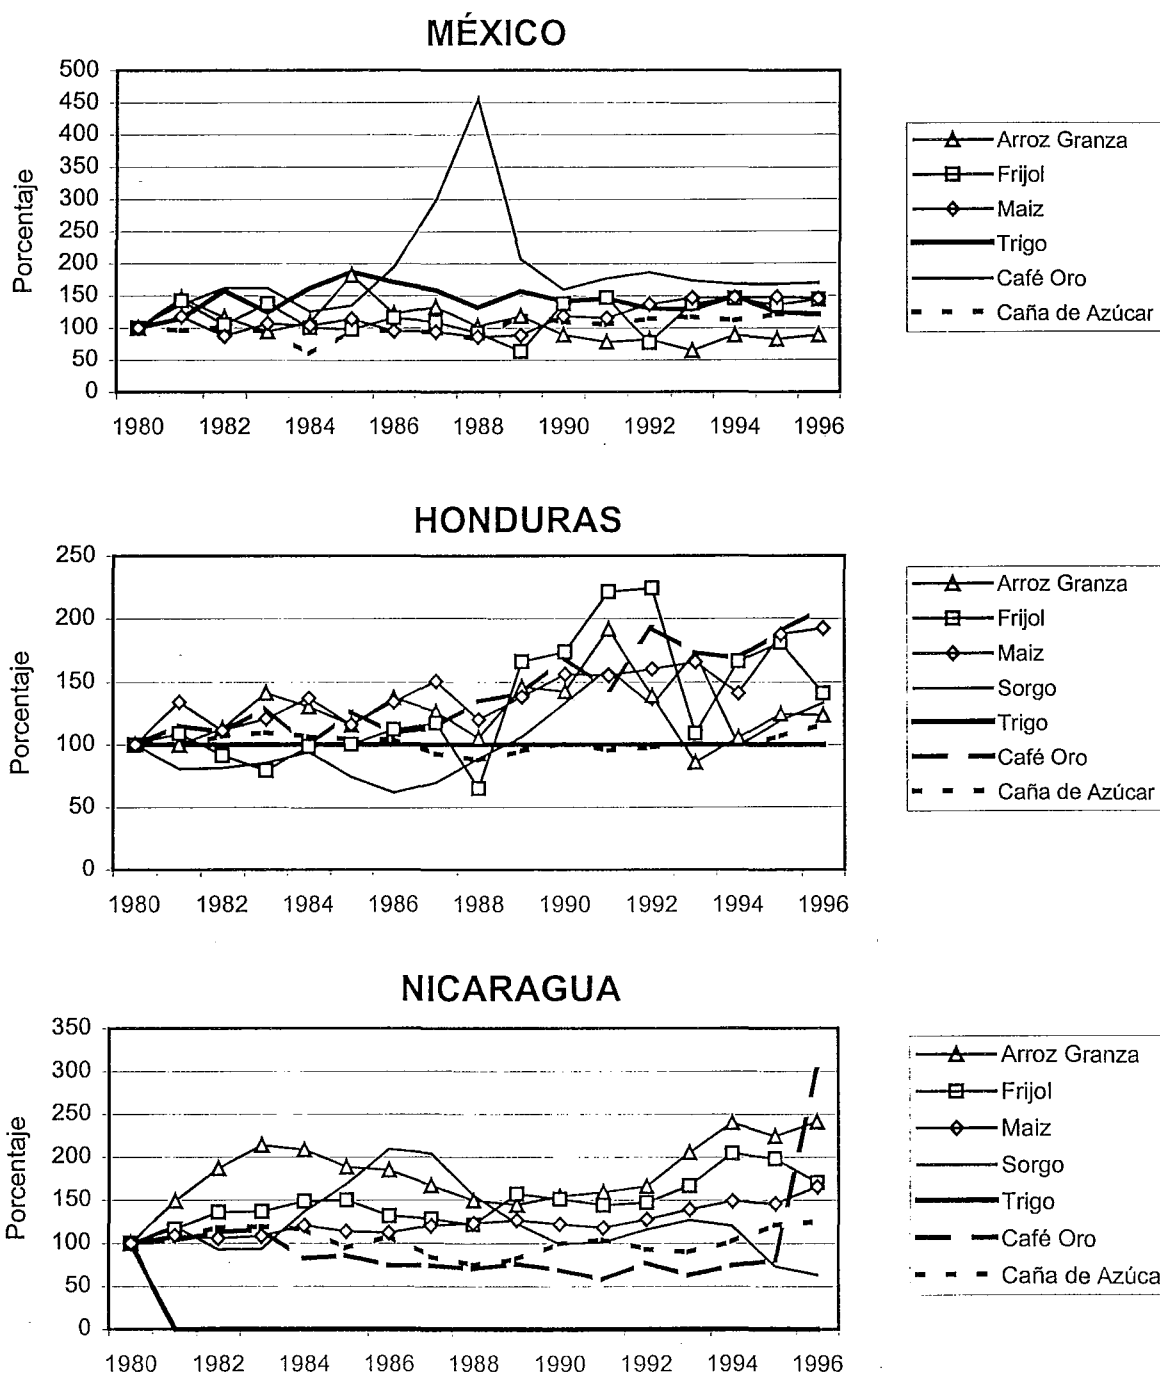 MÉXICO
Porcentaje
500
450
400
350
300
250
200
150
100
50
0
1980 1982 1984 1986 1988 1990 1992 1994 1996
Arroz Granza
Frijol
Maiz
Trigo
Café Oro
Caña de Azúcar
HONDURAS
Porcentaje
250
200
150
100
50
0
1980 1982 1984 1986 1988 1990 1992 1994 1996
Arroz Granza
Frijol
Maiz
Sorgo
Trigo
Café Oro
Caña de Azúcar
NICARAGUA
Porcentaje
350
300
250
200
150
100
50
0
1980 1982 1984 1986 1988 1990 1992 1994 1996
Arroz Granza
Frijol
Maiz
Sorgo
Trigo
Café Oro
Caña de Azúca